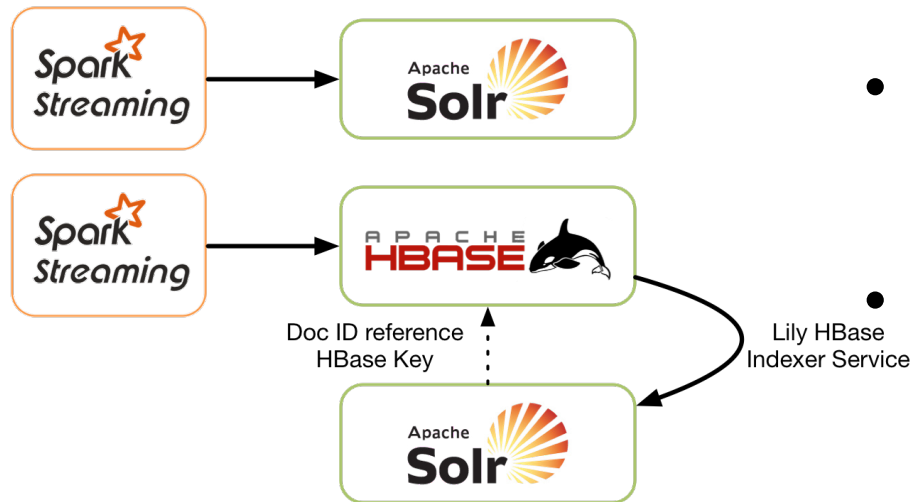 Spark
Streaming
Apache
Solr
Spark
Streaming
APACHE
HBASE
Doc ID reference
HBase Key
Lily HBase
Indexer Service
Apache
Solr